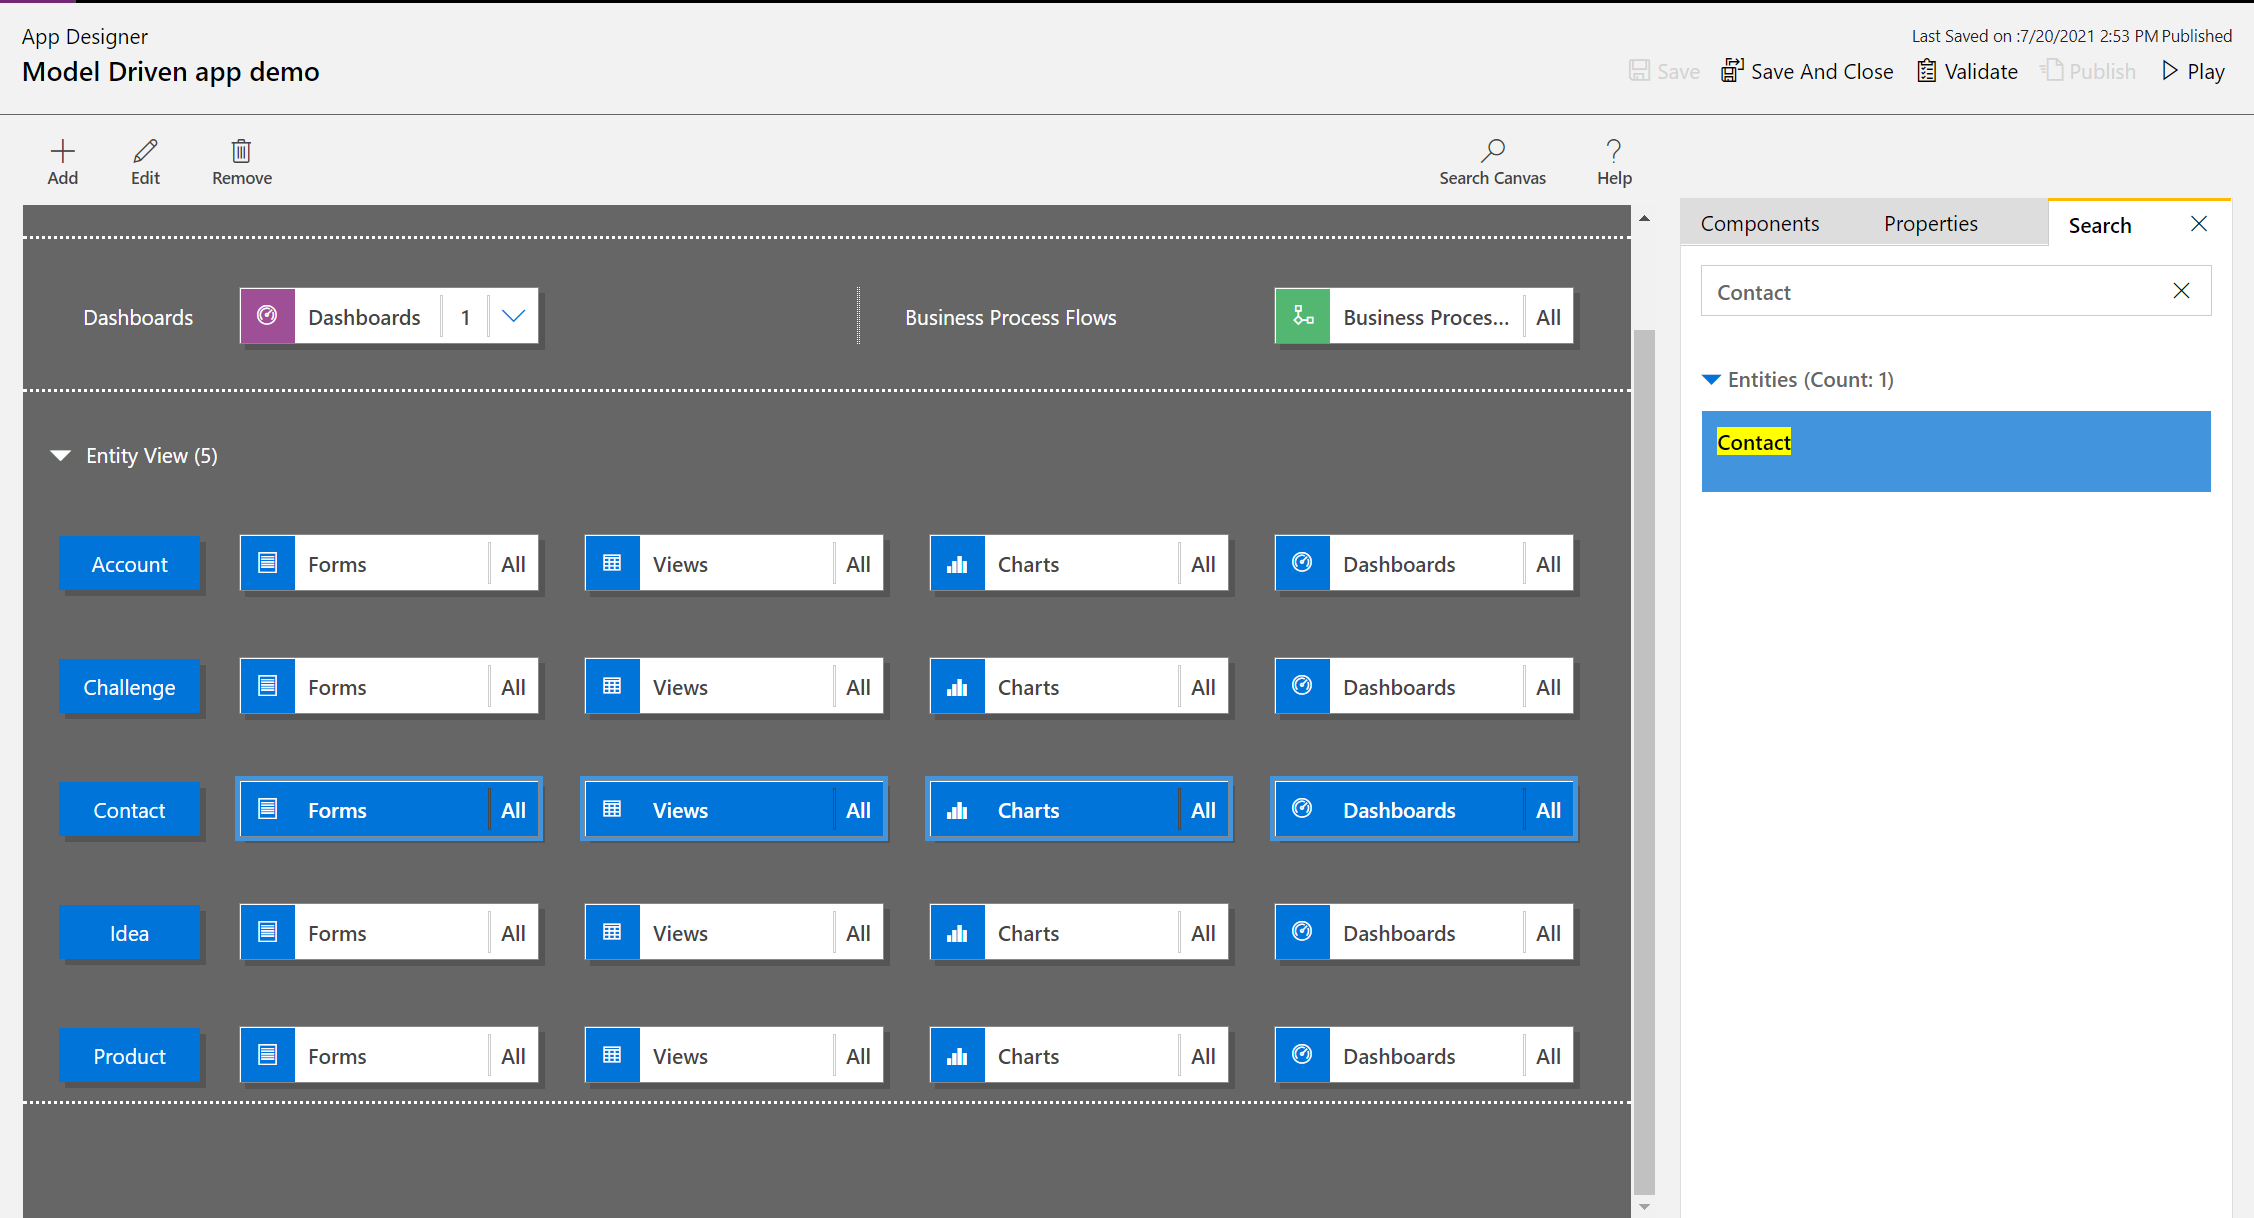 App Designer
Last Saved on :7/20/2021 2:53 PM Published
Model Driven app demo
Save
Save And Close
Validate
Publish
Play
Add
Edit
Remove
Search Canvas
Help
Components
Properties
Search
Contact
Entities (Count: 1)
Contact
Dashboards
Dashboards 1
Business Process Flows
Business Proces... All
Entity View (5)
Account Forms All Views All Charts All Dashboards All
Challenge Forms All Views All Charts All Dashboards All
Contact Forms All Views All Charts All Dashboards All
Idea Forms All Views All Charts All Dashboards All
Product Forms All Views All Charts All Dashboards All